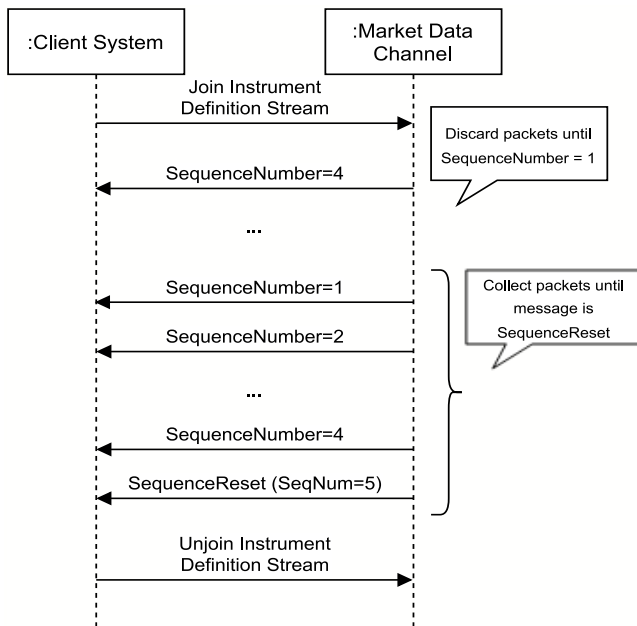 :Client System
:Market Data
Channel
Join Instrument
Definition Stream
Discard packets until
SequenceNumber = 1
SequenceNumber=4
...
SequenceNumber=1
Collect packets until
message is
SequenceReset
SequenceNumber=2
...
SequenceNumber=4
SequenceReset (SeqNum=5)
Unjoin Instrument
Definition Stream